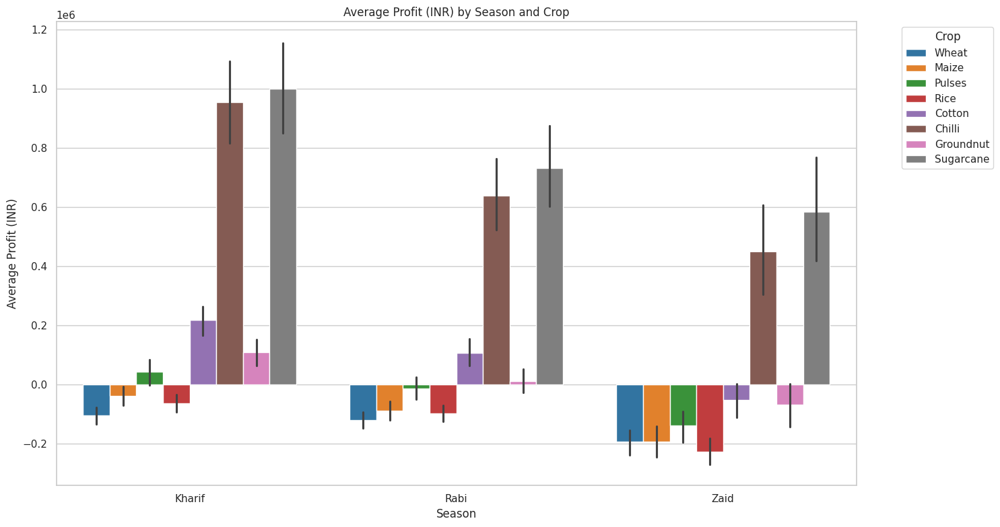 Average Profit (INR) by Season and Crop
1e6
1.2
1.0
0.8
0.6
0.4
0.2
0.0
−0.2
Average Profit (INR)
Kharif
Rabi
Zaid
Season
Crop
Wheat
Maize
Pulses
Rice
Cotton
Chilli
Groundnut
Sugarcane